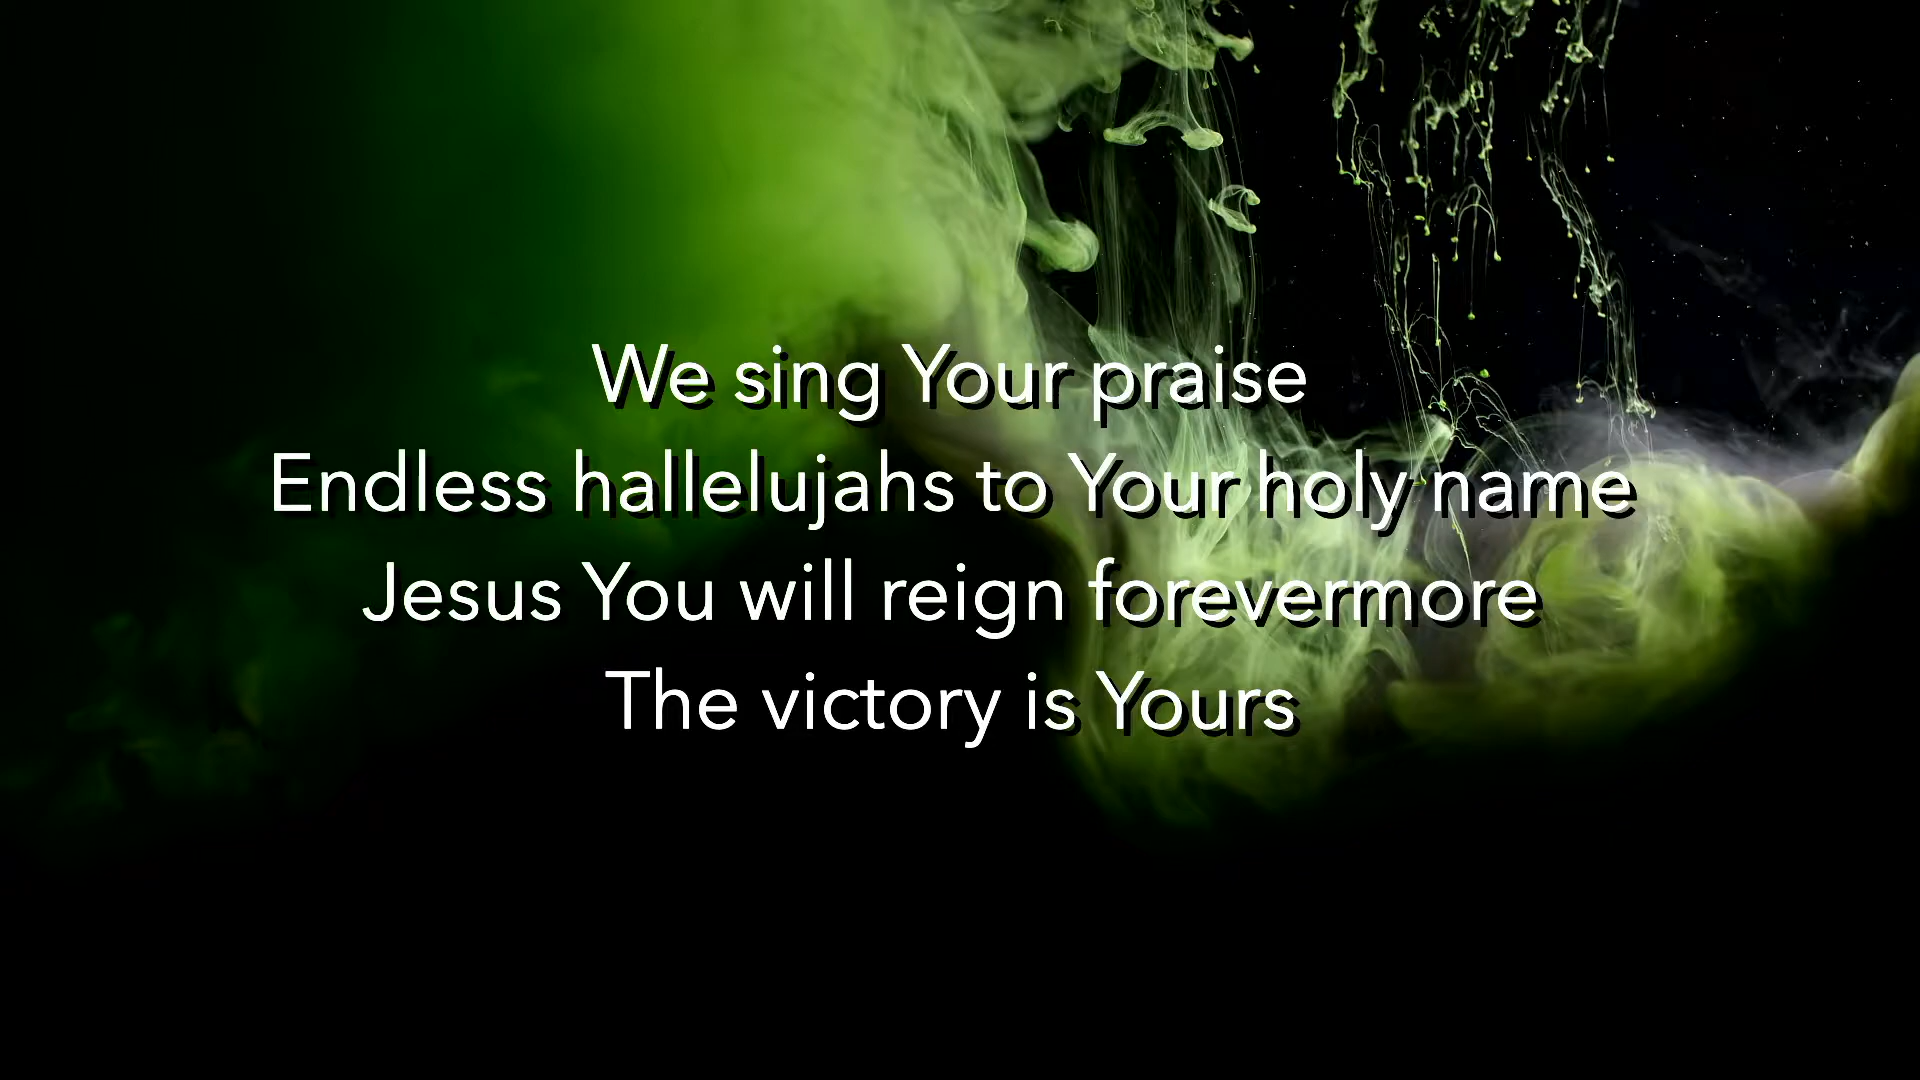 We sing Your praise
Endless hallelujahs to Your holy name
Jesus You will reign forevermore
The victory is Yours